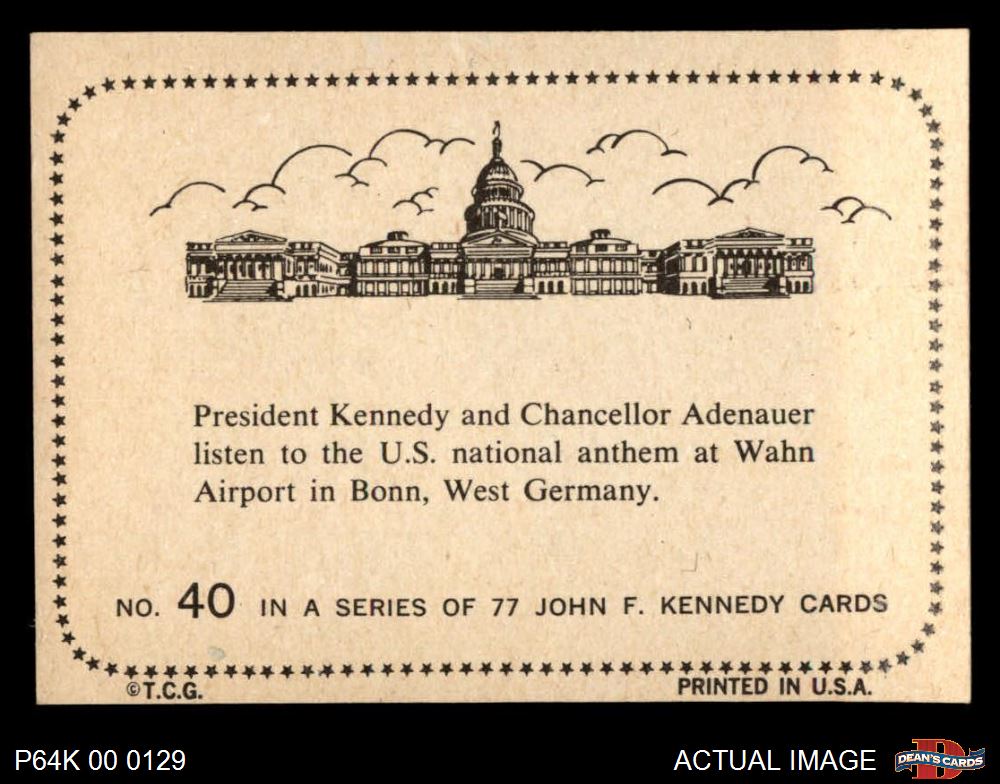 President Kennedy and Chancellor Adenauer
listen to the U.S. national anthem at Wahn
Airport in Bonn, West Germany.
NO. 40 IN A SERIES OF 77 JOHN F. KENNEDY CARDS
©T.C.G. PRINTED IN U.S.A.
P64K 00 0129 ACTUAL IMAGE D DEAN'S CARDS